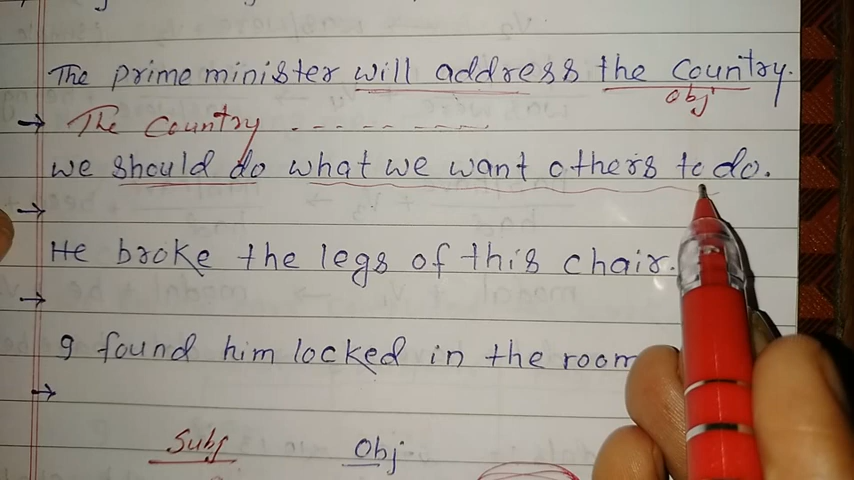 The prime minister will address the Country.
obj
→ The Country - - - - - - - -
we should do what we want others to do.
→
He broke the legs of this chair.
→
I found him locked in the room
→
Subj Obj